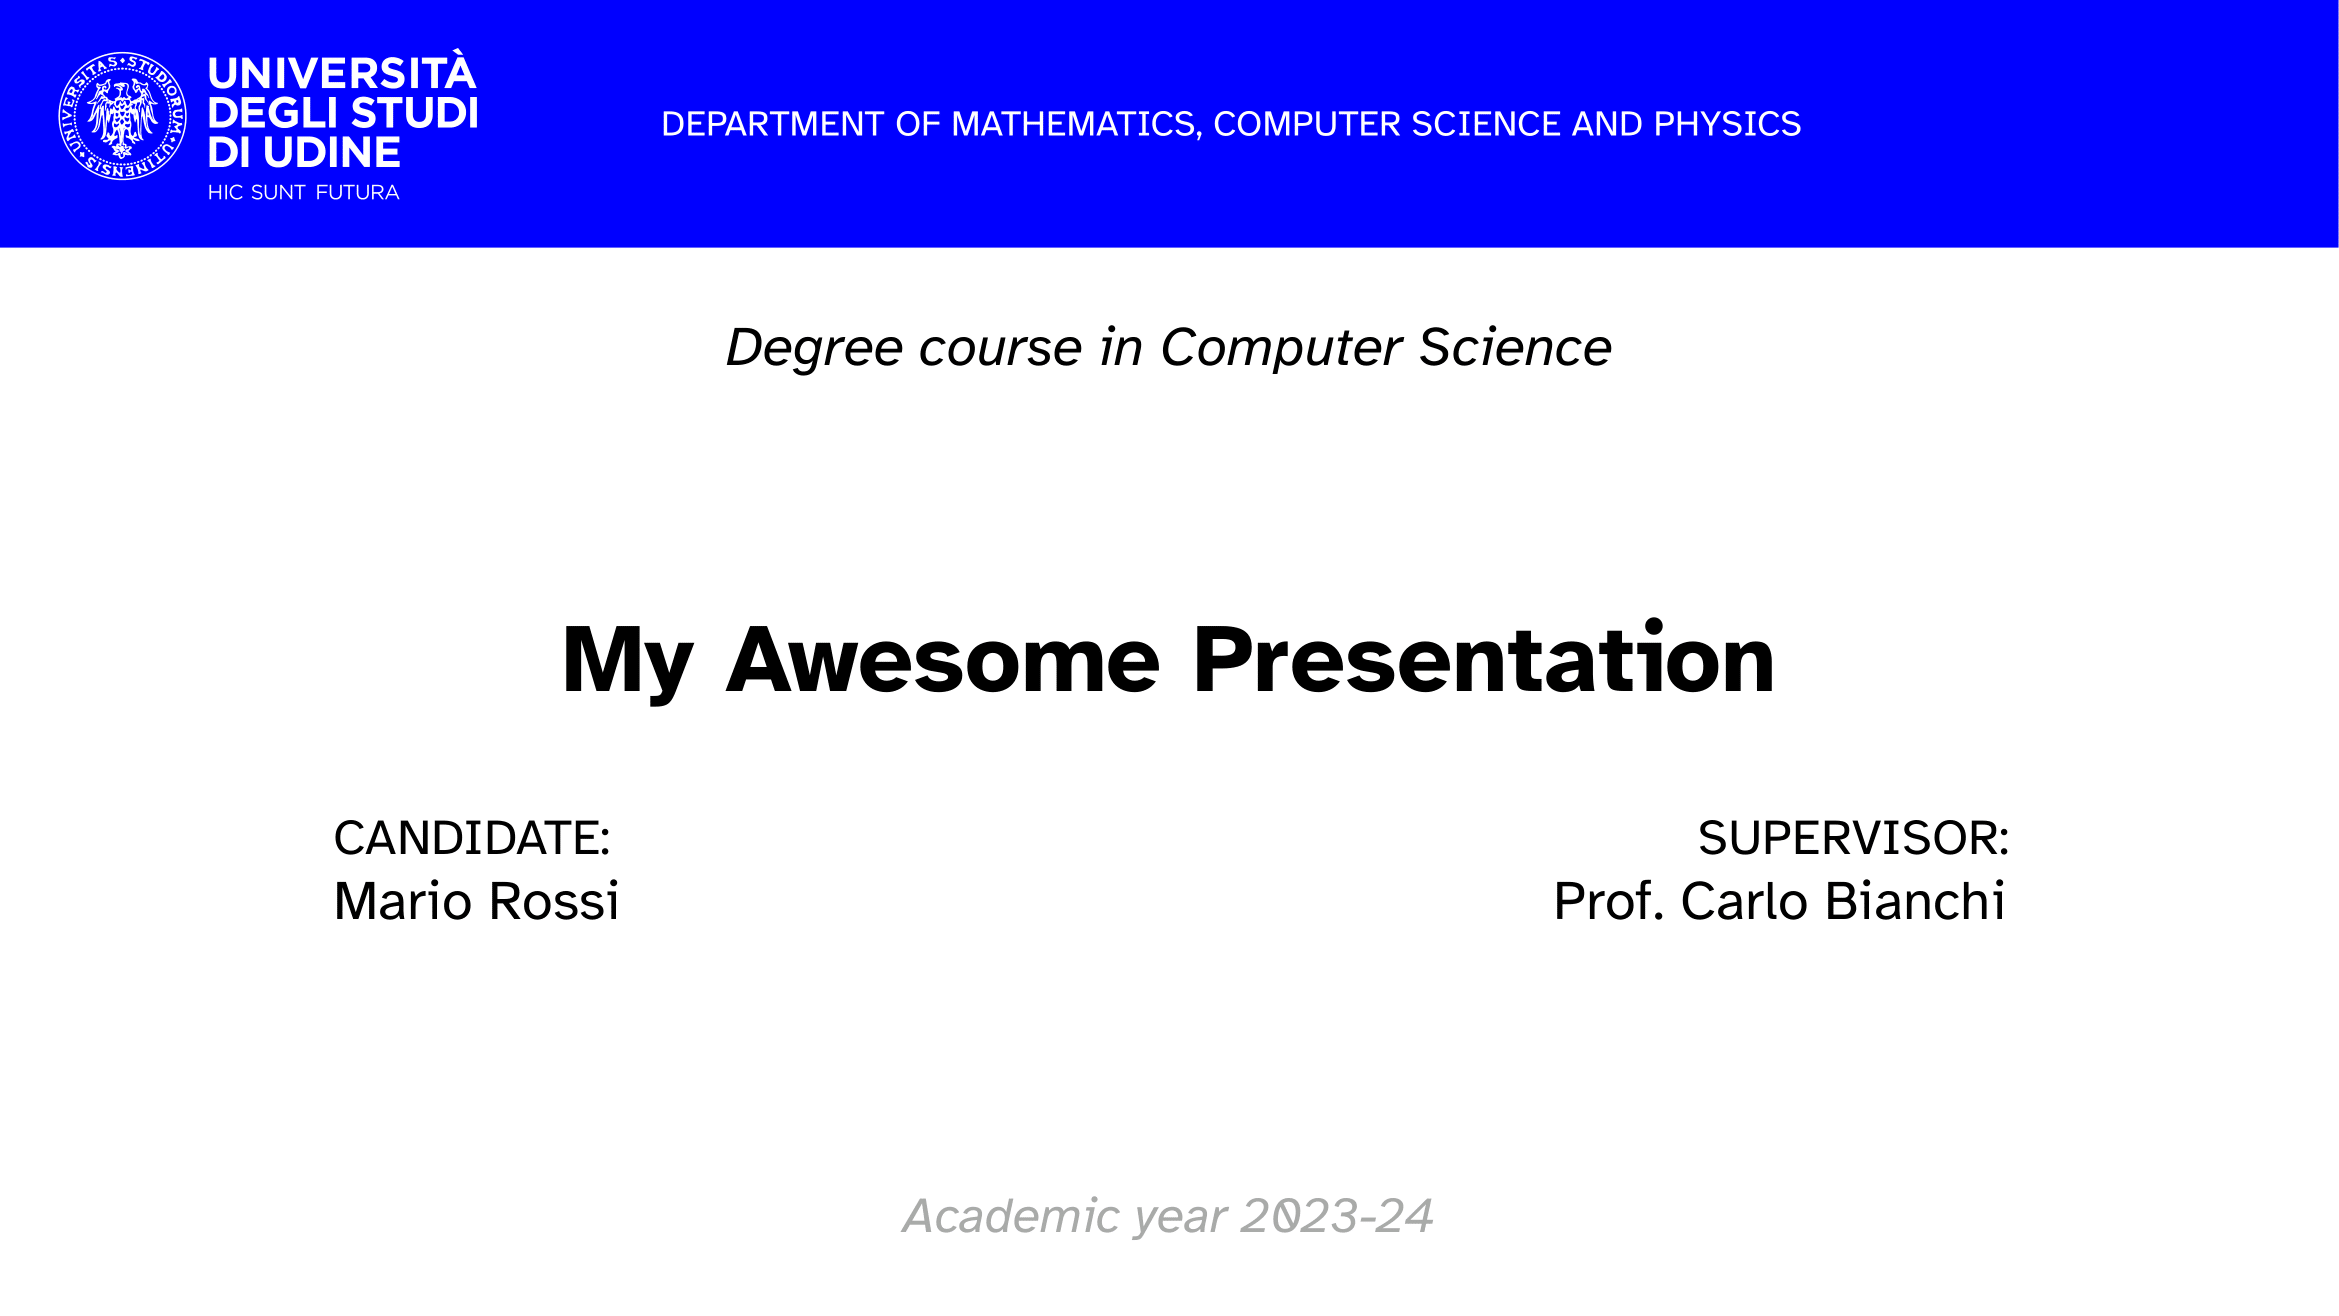 UNIVERSITAS · STUDIORUM · UTINENSIS ·
UNIVERSITÀ
DEGLI STUDI
DI UDINE
HIC SUNT FUTURA
DEPARTMENT OF MATHEMATICS, COMPUTER SCIENCE AND PHYSICS
Degree course in Computer Science
My Awesome Presentation
CANDIDATE:
Mario Rossi
SUPERVISOR:
Prof. Carlo Bianchi
Academic year 2023-24